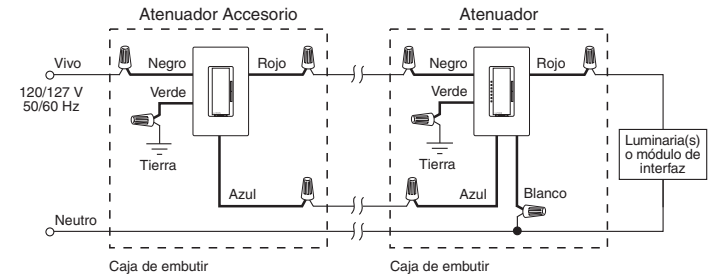 Atenuador Accesorio
Atenuador
Vivo
Negro
Rojo
Negro
Rojo
120/127 V
50/60 Hz
Verde
Verde
Tierra
Tierra
Luminaria(s)
o módulo de
interfaz
Azul
Azul
Blanco
Neutro
Caja de embutir
Caja de embutir